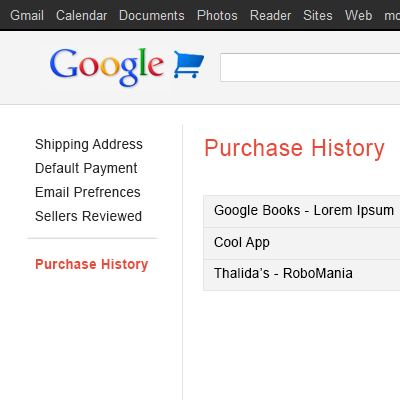 Gmail Calendar Documents Photos Reader Sites Web mo
Google
Shipping Address
Default Payment
Email Prefrences
Sellers Reviewed
Purchase History
Purchase History
Google Books - Lorem Ipsum
Cool App
Thalida's - RoboMania